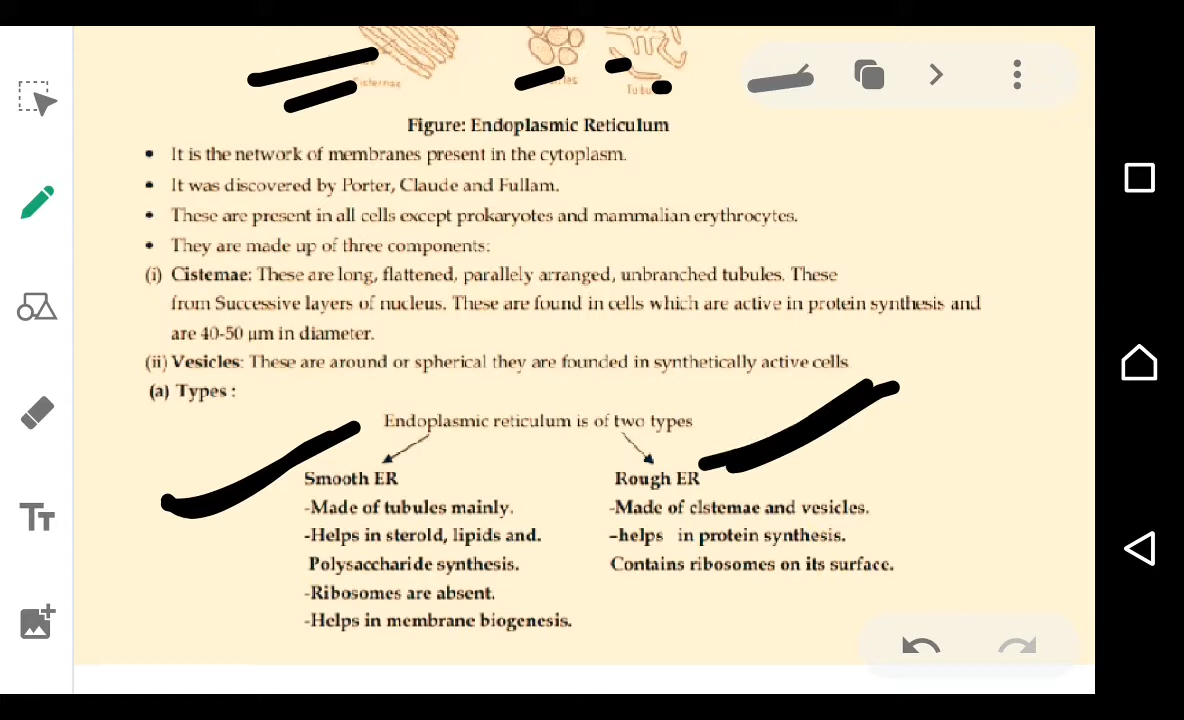 Cisternae
Figure: Endoplasmic Reticulum
• It is the network of membranes present in the cytoplasm.
• It was discovered by Porter, Claude and Fullam.
• These are present in all cells except prokaryotes and mammalian erythrocytes.
• They are made up of three components:
(i) Cistemae: These are long, flattened, parallely arranged, unbranched tubules. These
from Successive layers of nucleus. These are found in cells which are active in protein synthesis and
are 40-50 µm in diameter.
(ii) Vesicles: These are around or spherical they are founded in synthetically active cells
(a) Types :
Endoplasmic reticulum is of two types
Smooth ER
-Made of tubules mainly.
-Helps in sterold, lipids and.
Polysaccharide synthesis.
-Ribosomes are absent.
-Helps in membrane biogenesis.
Rough ER
-Made of clstemae and vesicles.
-helps in protein synthesis.
Contains ribosomes on its surface.
TT